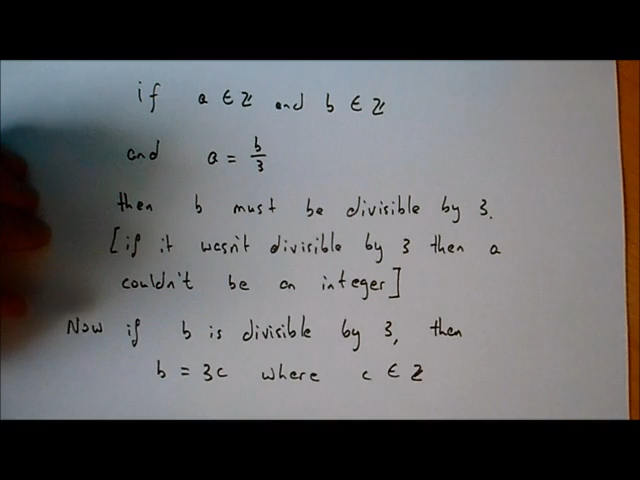 if a ∈ ℤ and b ∈ ℤ
and a = b/3
then b must be divisible by 3.
[if it wasn't divisible by 3 then a
couldn't be an integer]
Now if b is divisible by 3, then
b = 3c where c ∈ ℤ